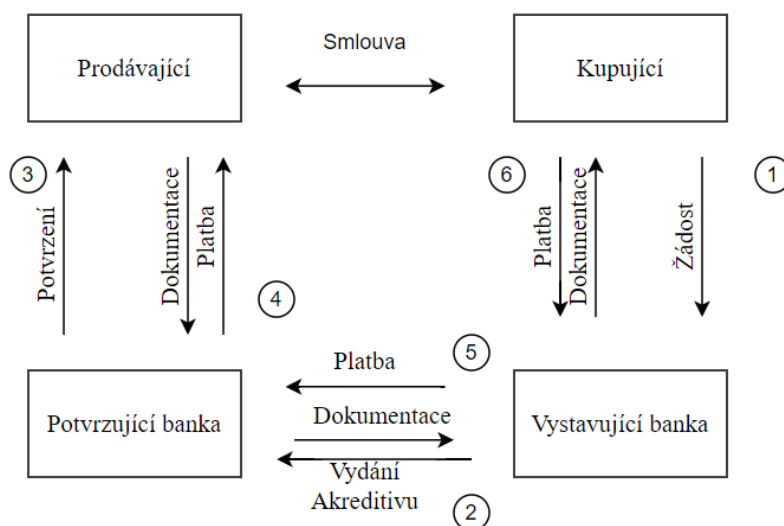 Smlouva
Prodávající
Kupující
3
6
1
Potvrzení
Dokumentace
Platba
Platba
Dokumentace
Žádost
4
5
Platba
Potvrzující banka
Dokumentace
Vystavující banka
Vydání
Akreditivu
2